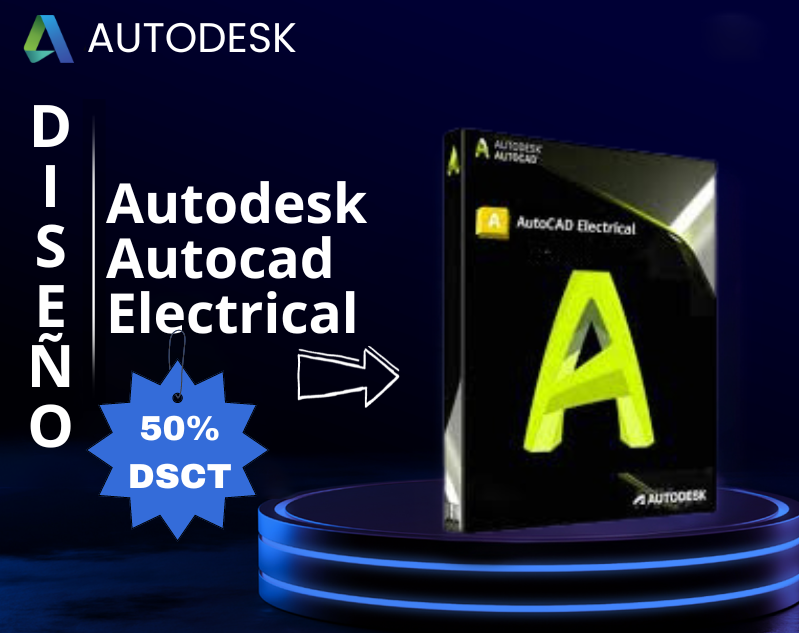 AUTODESK
DISEÑO
Autodesk
Autocad
Electrical
50%
DSCT
AUTODESK
AUTOCAD
A
AutoCAD Electrical
AUTODESK